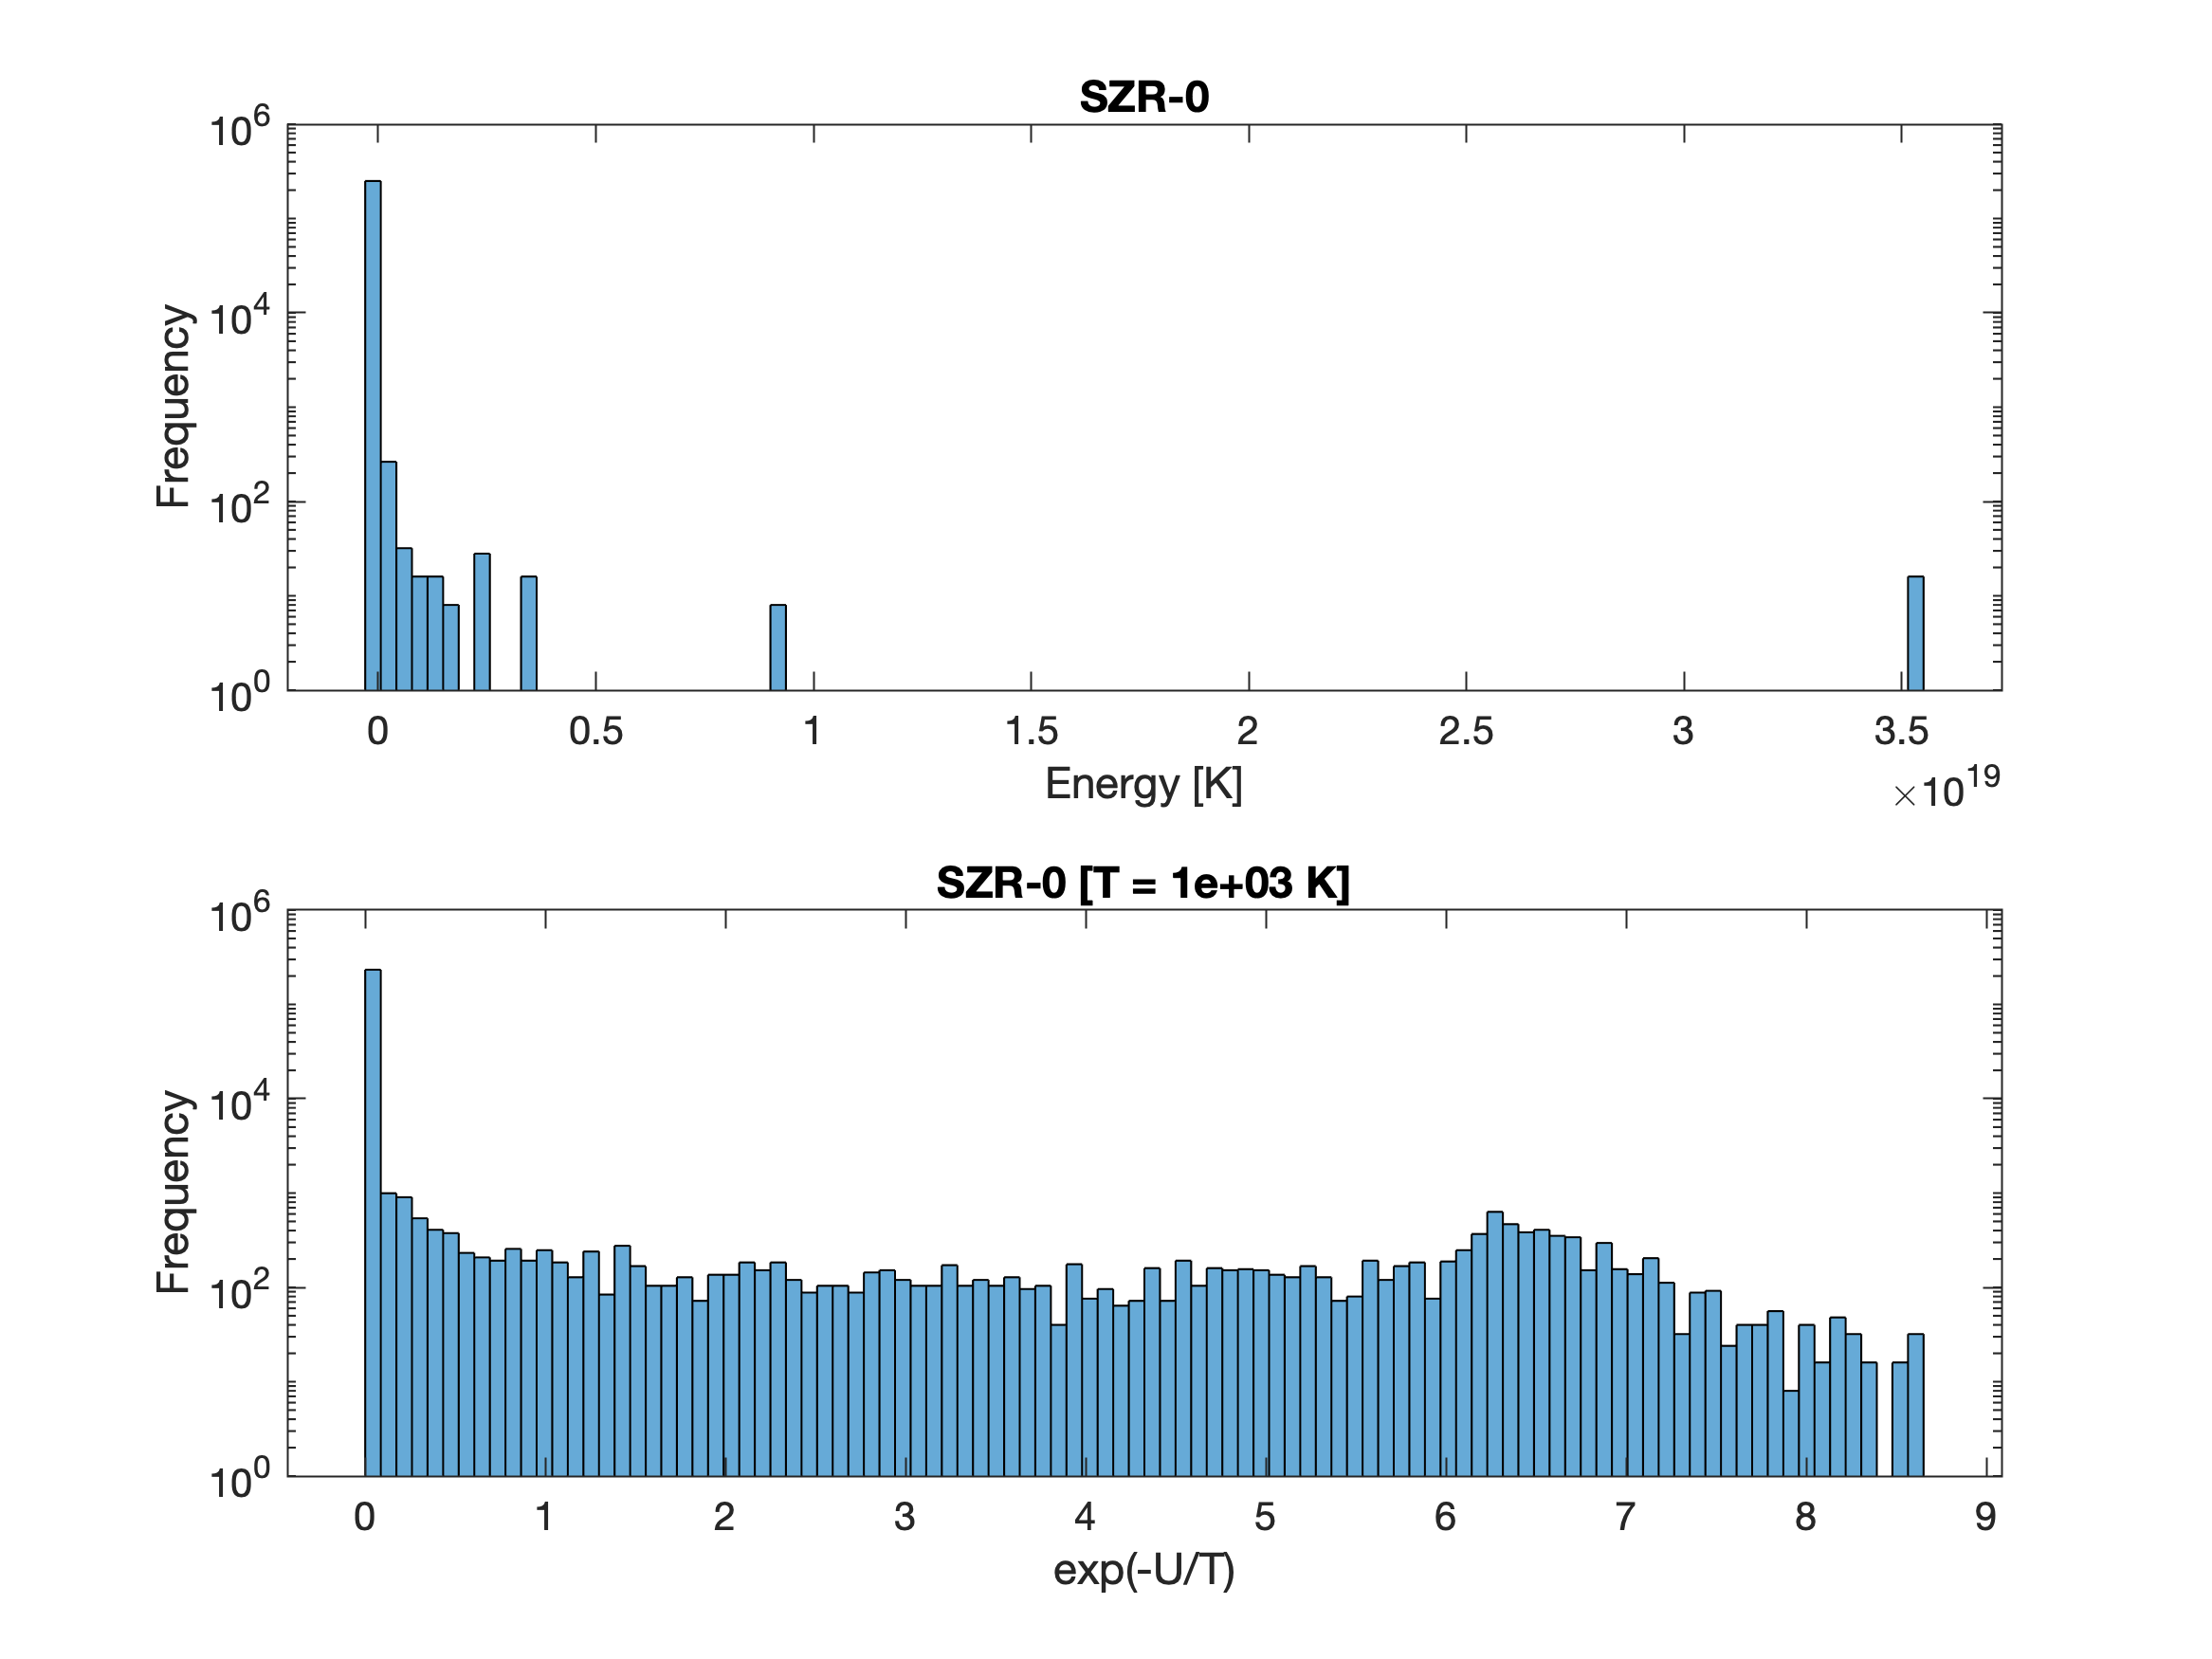 SZR-0
10^6
10^4
10^2
10^0
Frequency
0 0.5 1 1.5 2 2.5 3 3.5
×10^19
Energy [K]
SZR-0 [T = 1e+03 K]
10^6
10^4
10^2
10^0
Frequency
0 1 2 3 4 5 6 7 8 9
exp(-U/T)